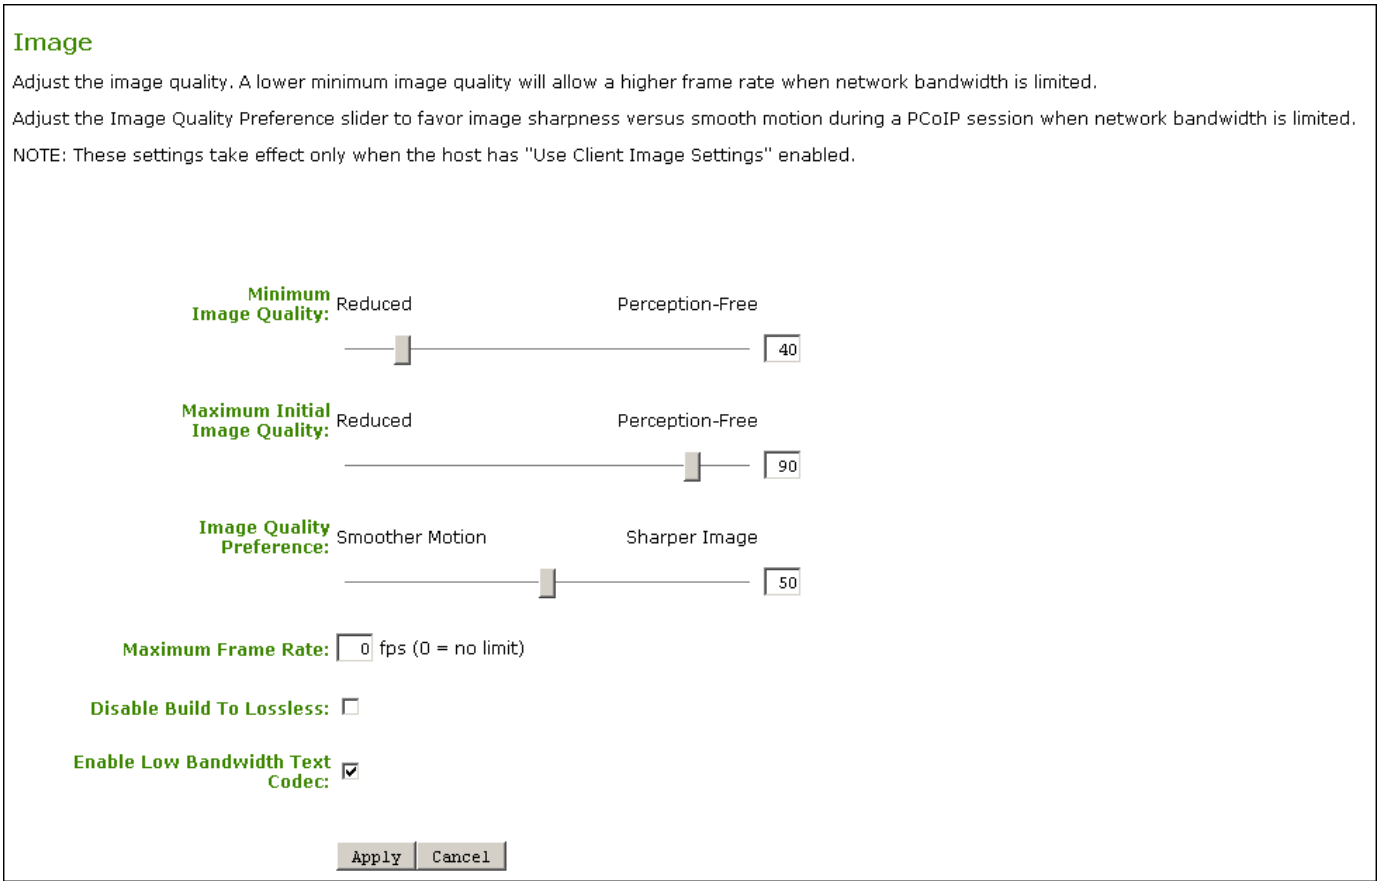 Image
Adjust the image quality. A lower minimum image quality will allow a higher frame rate when network bandwidth is limited.
Adjust the Image Quality Preference slider to favor image sharpness versus smooth motion during a PCoIP session when network bandwidth is limited.
NOTE: These settings take effect only when the host has "Use Client Image Settings" enabled.
Minimum
Image Quality:
Reduced Perception-Free
40
Maximum Initial
Image Quality:
Reduced Perception-Free
90
Image Quality
Preference:
Smoother Motion Sharper Image
50
Maximum Frame Rate: 0 fps (0 = no limit)
Disable Build To Lossless:
Enable Low Bandwidth Text
Codec:
Apply Cancel